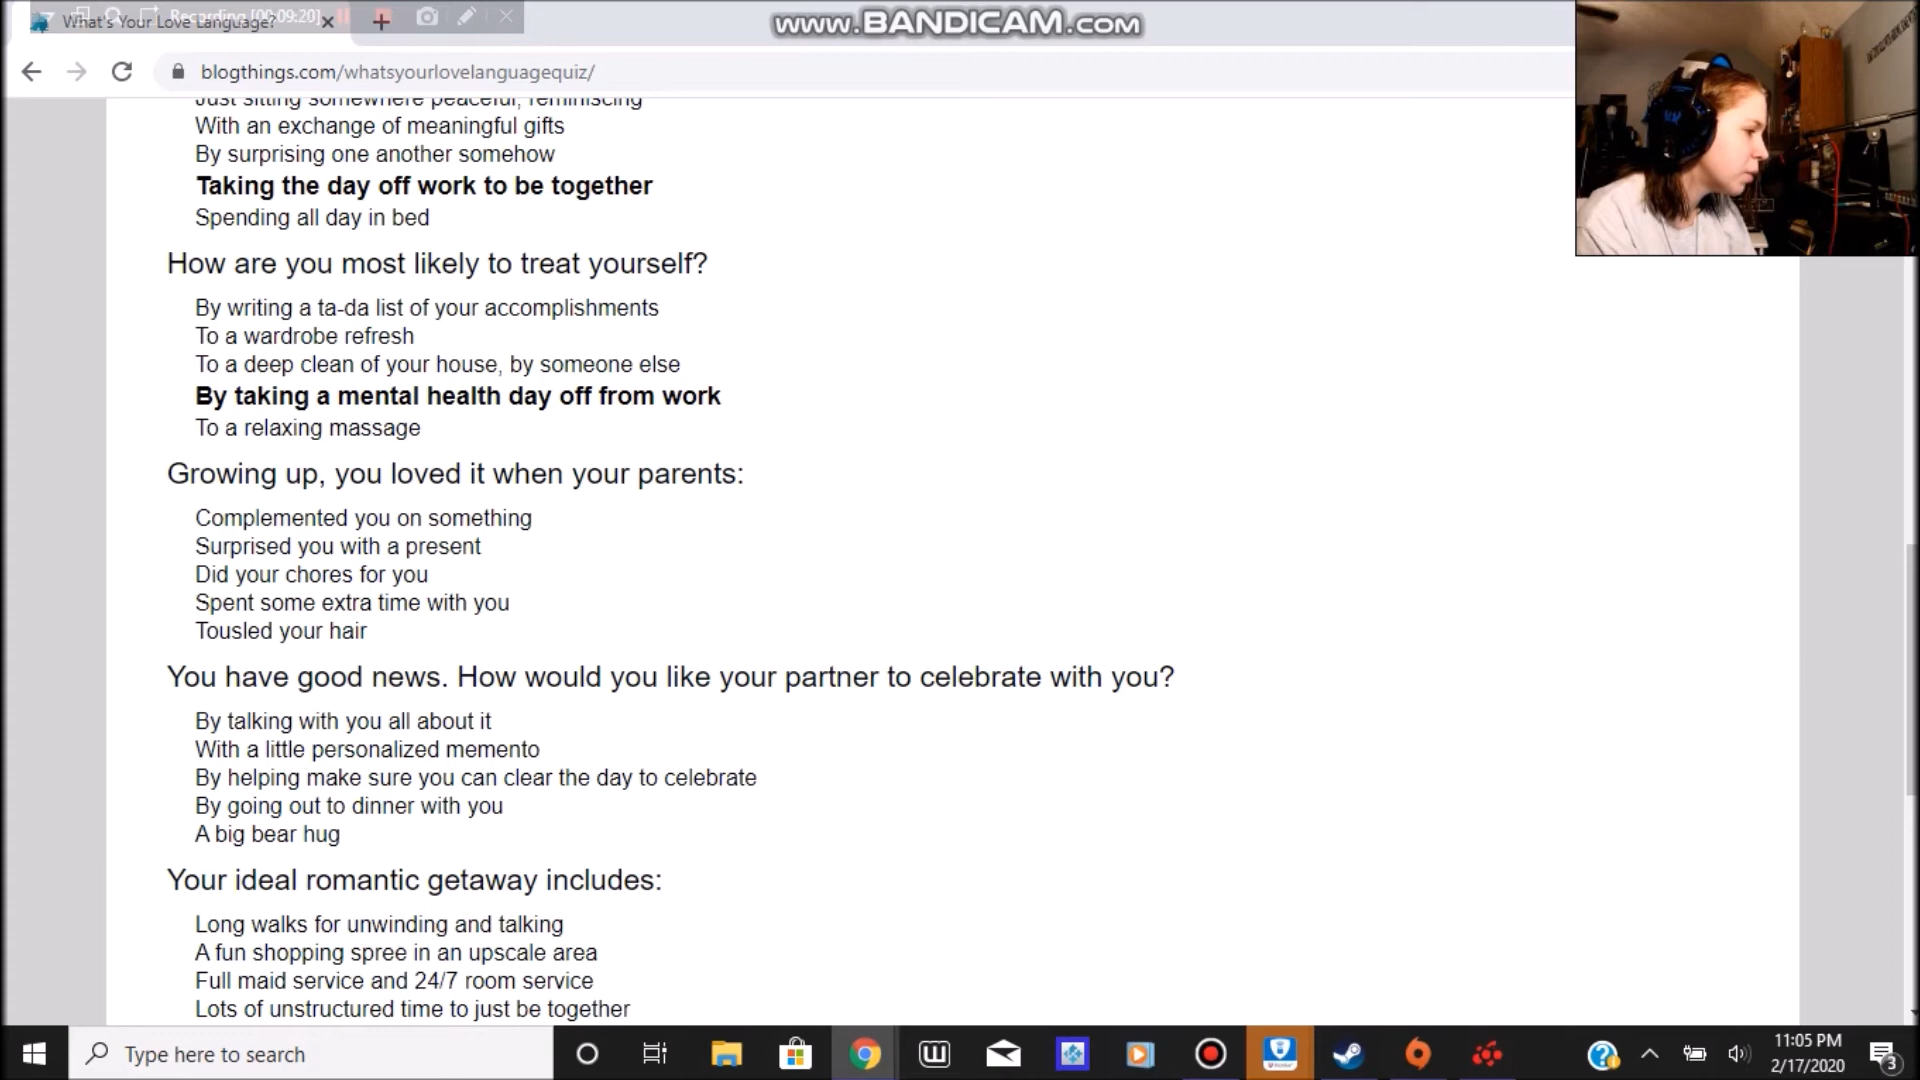 Recording [00:09:20]
What's Your Love Language?
www.BANDICAM.com
blogthings.com/whatsyourlovelanguagequiz/
Just sitting somewhere peaceful, reminiscing
With an exchange of meaningful gifts
By surprising one another somehow
Taking the day off work to be together
Spending all day in bed
How are you most likely to treat yourself?
By writing a ta-da list of your accomplishments
To a wardrobe refresh
To a deep clean of your house, by someone else
By taking a mental health day off from work
To a relaxing massage
Growing up, you loved it when your parents:
Complemented you on something
Surprised you with a present
Did your chores for you
Spent some extra time with you
Tousled your hair
You have good news. How would you like your partner to celebrate with you?
By talking with you all about it
With a little personalized memento
By helping make sure you can clear the day to celebrate
By going out to dinner with you
A big bear hug
Your ideal romantic getaway includes:
Long walks for unwinding and talking
A fun shopping spree in an upscale area
Full maid service and 24/7 room service
Lots of unstructured time to just be together
Type here to search
11:05 PM
2/17/2020
3